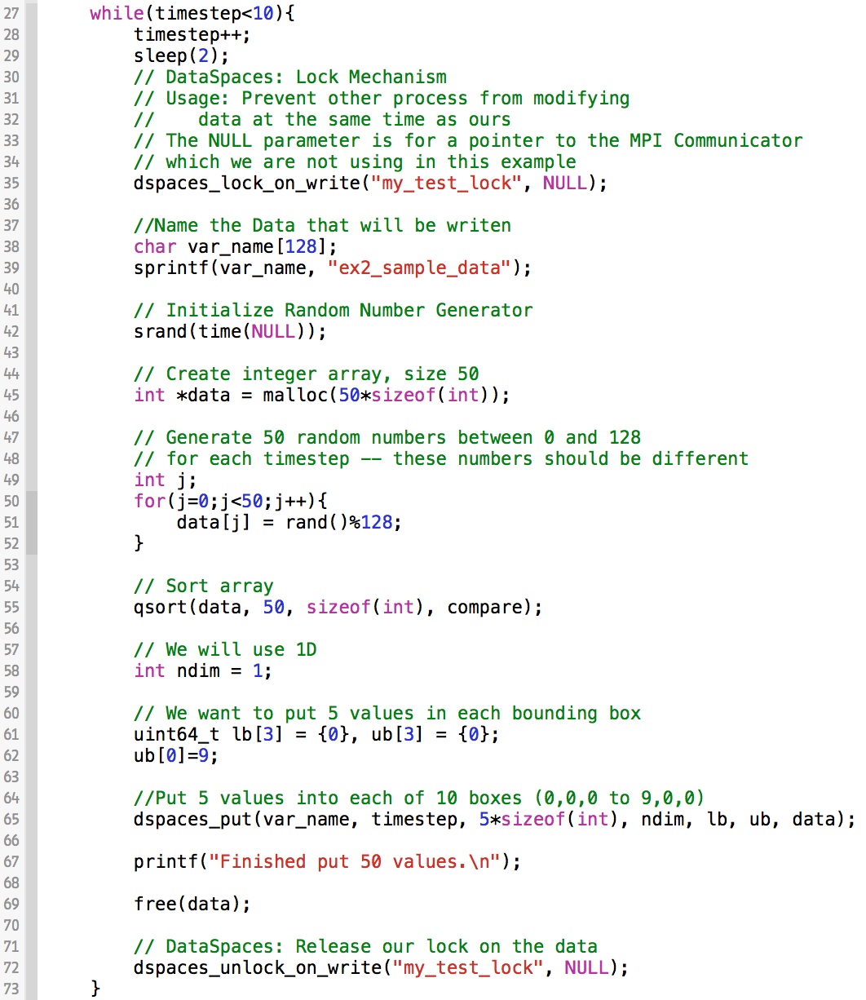 27 while(timestep<10){
28 timestep++;
29 sleep(2);
30 // DataSpaces: Lock Mechanism
31 // Usage: Prevent other process from modifying
32 //    data at the same time as ours
33 // The NULL parameter is for a pointer to the MPI Communicator
34 // which we are not using in this example
35 dspaces_lock_on_write("my_test_lock", NULL);
36
37 //Name the Data that will be writen
38 char var_name[128];
39 sprintf(var_name, "ex2_sample_data");
40
41 // Initialize Random Number Generator
42 srand(time(NULL));
43
44 // Create integer array, size 50
45 int *data = malloc(50*sizeof(int));
46
47 // Generate 50 random numbers between 0 and 128
48 // for each timestep -- these numbers should be different
49 int j;
50 for(j=0;j<50;j++){
51 data[j] = rand()%128;
52 }
53
54 // Sort array
55 qsort(data, 50, sizeof(int), compare);
56
57 // We will use 1D
58 int ndim = 1;
59
60 // We want to put 5 values in each bounding box
61 uint64_t lb[3] = {0}, ub[3] = {0};
62 ub[0]=9;
63
64 //Put 5 values into each of 10 boxes (0,0,0 to 9,0,0)
65 dspaces_put(var_name, timestep, 5*sizeof(int), ndim, lb, ub, data);
66
67 printf("Finished put 50 values.\n");
68
69 free(data);
70
71 // DataSpaces: Release our lock on the data
72 dspaces_unlock_on_write("my_test_lock", NULL);
73 }